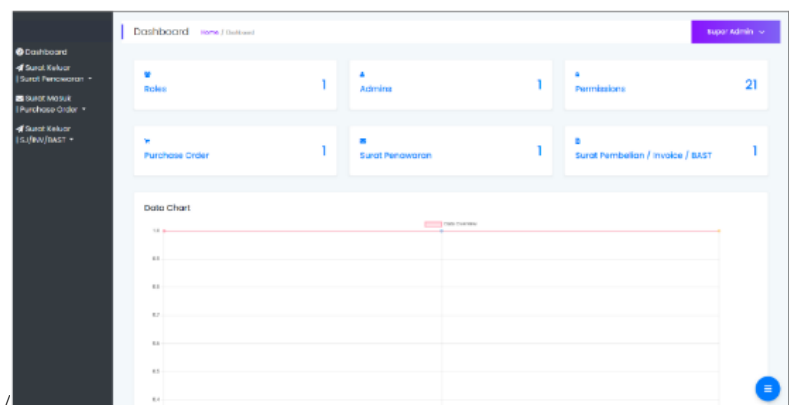 Dashboard
Home / Dashboard
Super Admin
Dashboard
Surat Keluar
| Surat Penawaran
Surat Masuk
| Purchase Order
Surat Keluar
| SJ/INV/BAST
Roles
1
Admins
1
Permissions
21
Purchase Order
1
Surat Penawaran
1
Surat Pembelian / Invoice / BAST
1
Data Chart
1.0
0.9
0.8
0.7
0.6
0.5
0.4
/